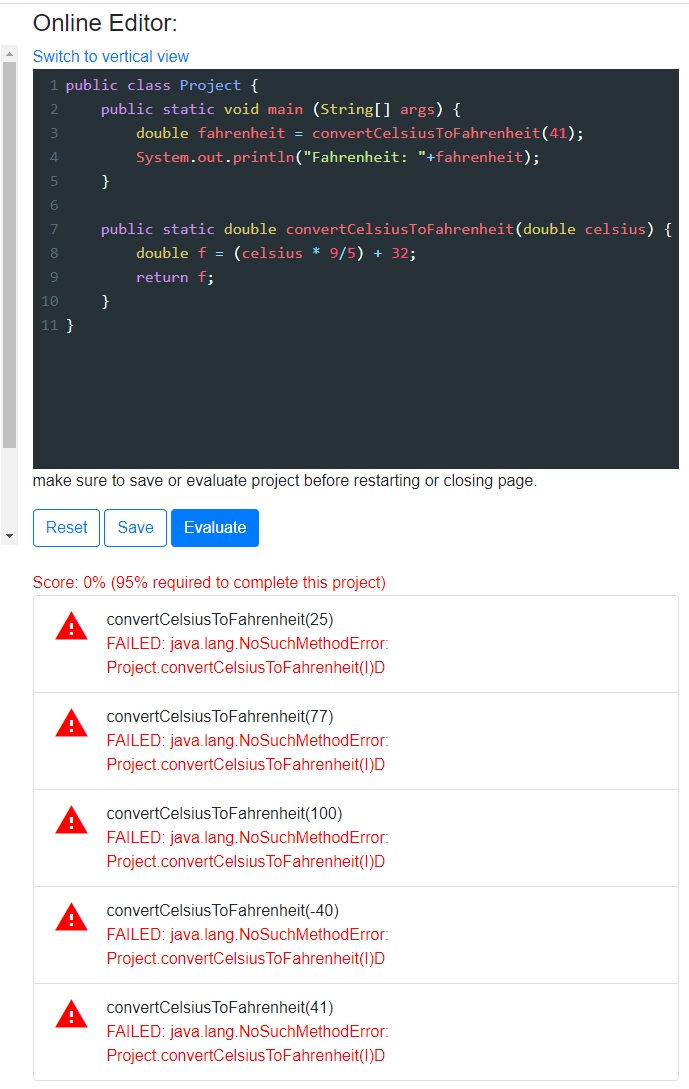 Online Editor:
Switch to vertical view
1 public class Project {
2     public static void main (String[] args) {
3         double fahrenheit = convertCelsiusToFahrenheit(41);
4         System.out.println("Fahrenheit: "+fahrenheit);
5     }
6
7     public static double convertCelsiusToFahrenheit(double celsius) {
8         double f = (celsius * 9/5) + 32;
9         return f;
10     }
11 }
make sure to save or evaluate project before restarting or closing page.
Reset Save Evaluate
Score: 0% (95% required to complete this project)
convertCelsiusToFahrenheit(25)
FAILED: java.lang.NoSuchMethodError:
Project.convertCelsiusToFahrenheit(I)D
convertCelsiusToFahrenheit(77)
FAILED: java.lang.NoSuchMethodError:
Project.convertCelsiusToFahrenheit(I)D
convertCelsiusToFahrenheit(100)
FAILED: java.lang.NoSuchMethodError:
Project.convertCelsiusToFahrenheit(I)D
convertCelsiusToFahrenheit(-40)
FAILED: java.lang.NoSuchMethodError:
Project.convertCelsiusToFahrenheit(I)D
convertCelsiusToFahrenheit(41)
FAILED: java.lang.NoSuchMethodError:
Project.convertCelsiusToFahrenheit(I)D